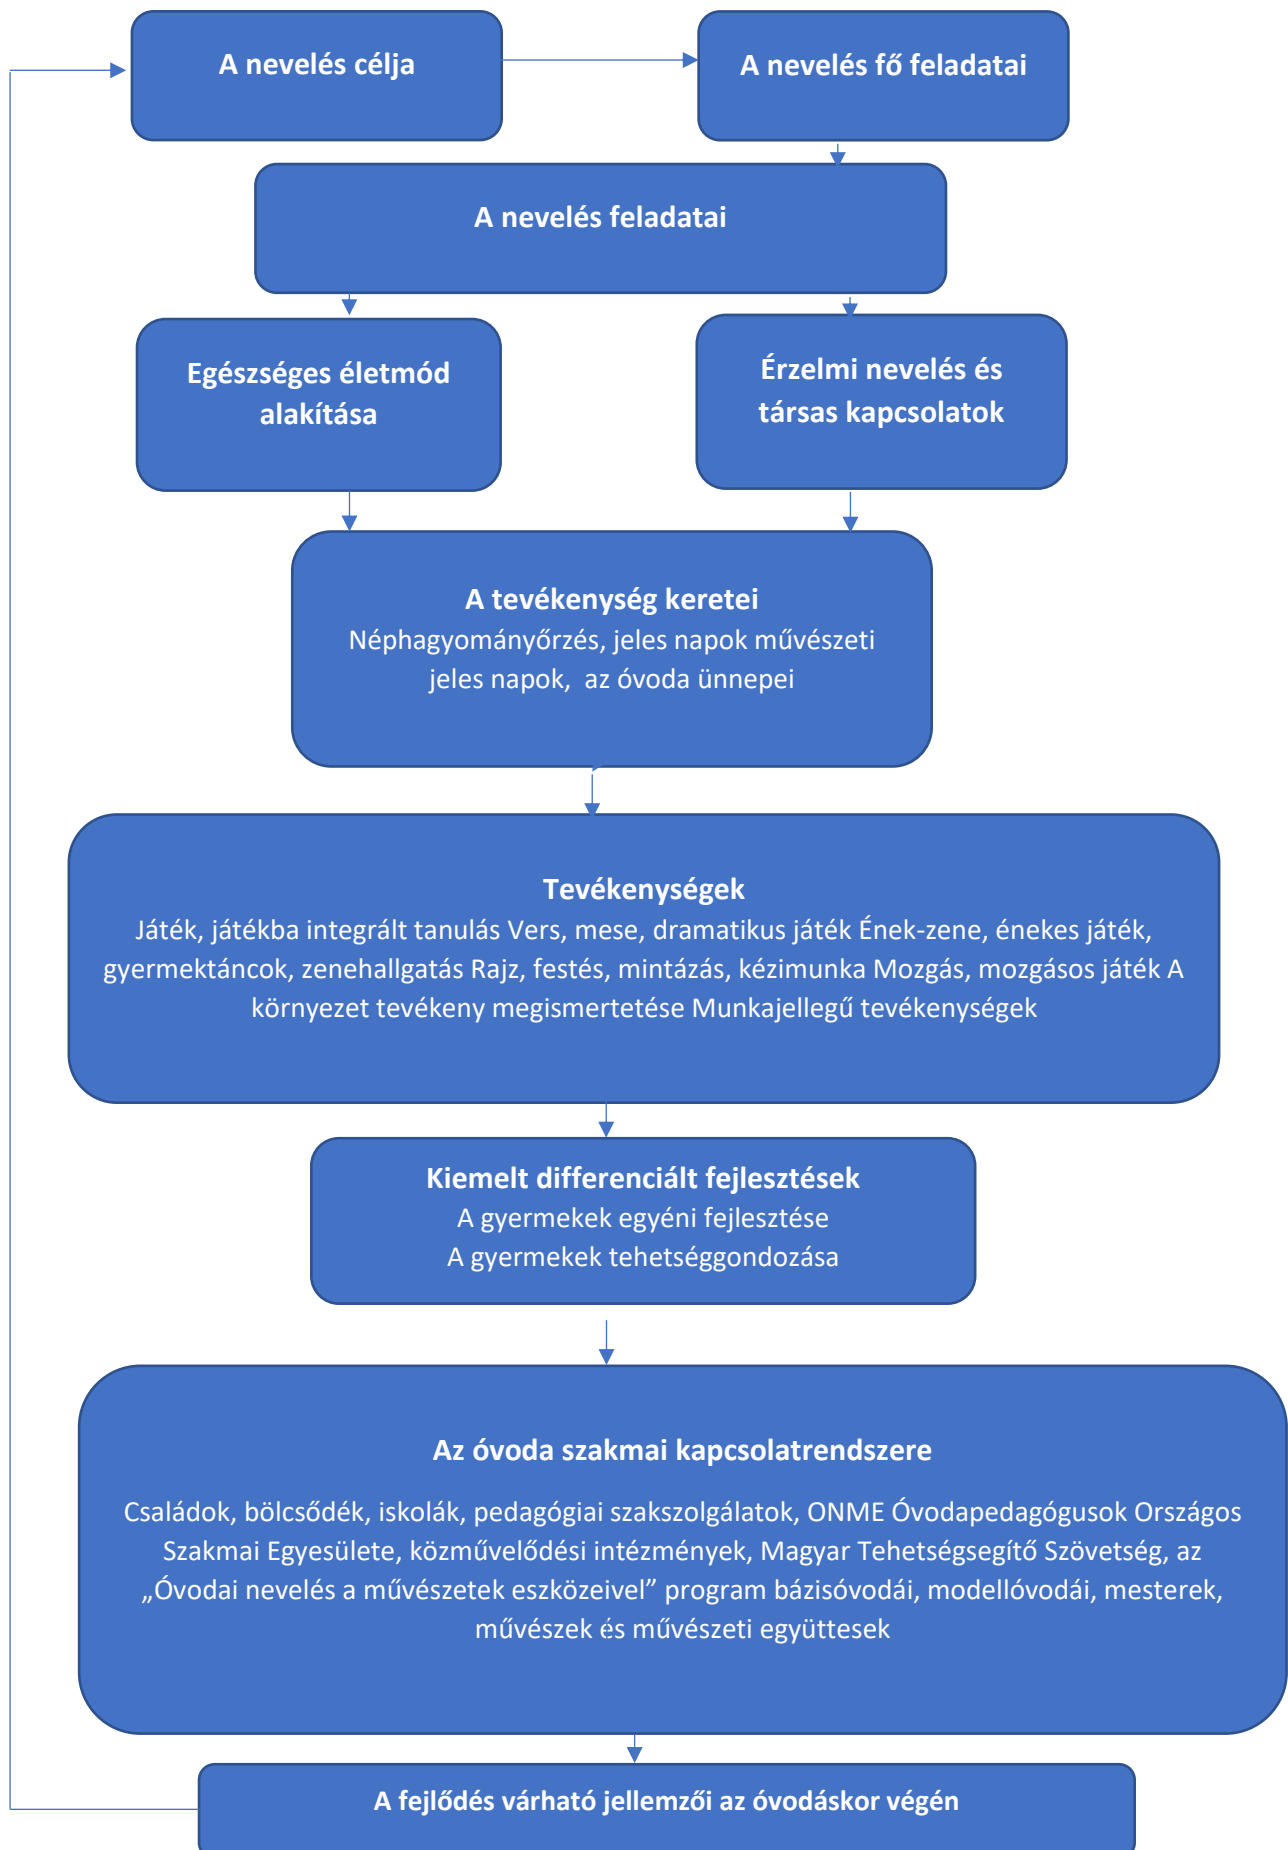 A nevelés célja
A nevelés fő feladatai
A nevelés feladatai
Egészséges életmód
alakítása
Érzelmi nevelés és
társas kapcsolatok
A tevékenység keretei
Néphagyományőrzés, jeles napok művészeti
jeles napok, az óvoda ünnepei
Tevékenységek
Játék, játékba integrált tanulás Vers, mese, dramatikus játék Ének-zene, énekes játék,
gyermektáncok, zenehallgatás Rajz, festés, mintázás, kézimunka Mozgás, mozgásos játék A
környezet tevékeny megismertetése Munkajellegű tevékenységek
Kiemelt differenciált fejlesztések
A gyermekek egyéni fejlesztése
A gyermekek tehetséggondozása
Az óvoda szakmai kapcsolatrendszere
Családok, bölcsődék, iskolák, pedagógiai szakszolgálatok, ONME Óvodapedagógusok Országos
Szakmai Egyesülete, közművelődési intézmények, Magyar Tehetségsegítő Szövetség, az
„Óvodai nevelés a művészetek eszközeivel” program bázisóvodái, modellóvodái, mesterek,
művészek és művészeti együttesek
A fejlődés várható jellemzői az óvodáskor végén